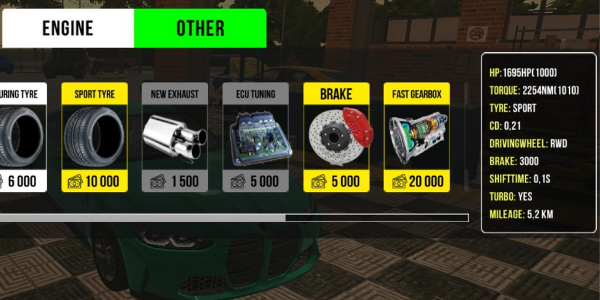 ENGINE
OTHER
URING TYRE
SPORT TYRE
NEW EXHAUST
ECU TUNING
BRAKE
FAST GEARBOX
6 000
10 000
1 500
5 000
5 000
20 000
HP:1695HP(1000)
TORQUE: 2254NM(1010)
TYRE: SPORT
CD: 0,21
DRIVINGWHEEL: RWD
BRAKE: 3000
SHIFTTIME: 0,1S
TURBO: YES
MILEAGE: 5,2 KM